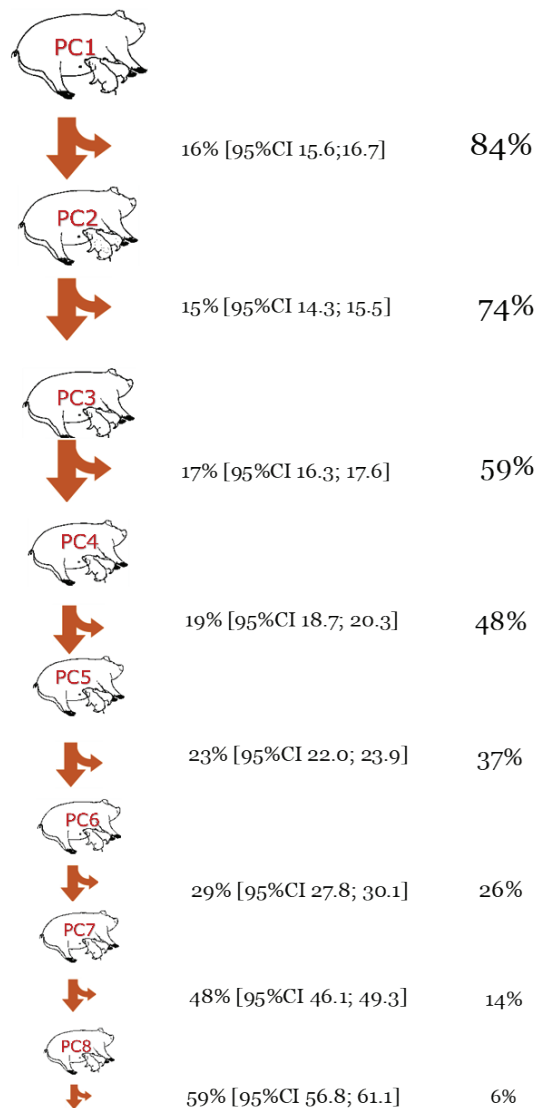 PC1
16% [95%CI 15.6;16.7] 84%
PC2
15% [95%CI 14.3; 15.5] 74%
PC3
17% [95%CI 16.3; 17.6] 59%
PC4
19% [95%CI 18.7; 20.3] 48%
PC5
23% [95%CI 22.0; 23.9] 37%
PC6
29% [95%CI 27.8; 30.1] 26%
PC7
48% [95%CI 46.1; 49.3] 14%
PC8
59% [95%CI 56.8; 61.1] 6%